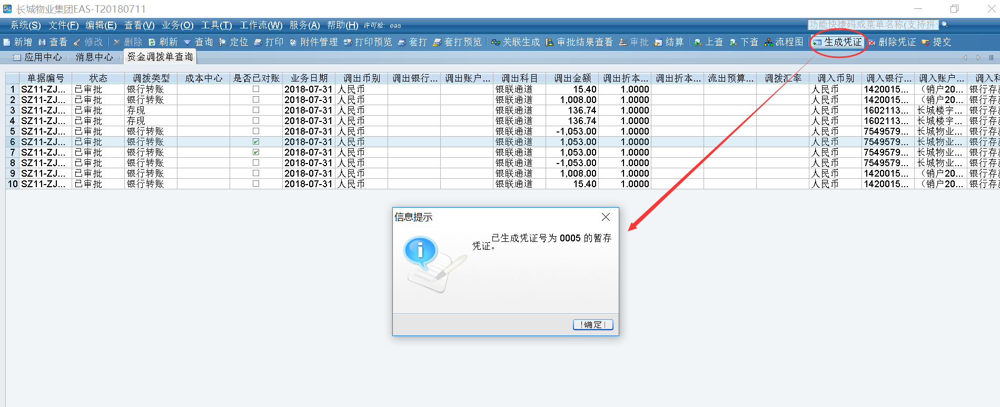 长城物业集团EAS-T20180711
系统(S) 文件(F) 编辑(E) 查看(V) 业务(O) 工具(T) 工作流(W) 服务(A) 帮助(H) 许可给: eas 功能快捷码或菜单名称(支持拼音
新增 查看 修改 删除 刷新 查询 定位 打印 附件管理 打印预览 套打 套打预览 关联生成 审批结果查看 审批 结算 上查 下查 流程图 生成凭证 删除凭证 提交
应用中心 消息中心 资金调拨单查询
单据编号 状态 调拨类型 成本中心 是否已对账 业务日期 调出币别 调出银行... 调出账户... 调出科目 调出金额 调出折本... 调出折本... 流出预算... 调拨汇率 调入币别 调入银行... 调入账户... 调入科
1 SZ11-ZJ... 已审批 银行转账 2018-07-31 人民币 银联通道 15.40 1.0000 人民币 1420015... （销户20... 银行存款
2 SZ11-ZJ... 已审批 银行转账 2018-07-31 人民币 银联通道 1,008.00 1.0000 人民币 1420015... （销户20... 银行存款
3 SZ11-ZJ... 已审批 存现 2018-07-31 人民币 银联通道 136.74 1.0000 人民币 1602113... 长城楼宇... 银行存款
4 SZ11-ZJ... 已审批 存现 2018-07-31 人民币 银联通道 136.74 1.0000 人民币 1602113... 长城楼宇... 银行存款
5 SZ11-ZJ... 已审批 银行转账 2018-07-31 人民币 银联通道 -1,053.00 1.0000 人民币 7549579... 长城物业... 银行存款
6 SZ11-ZJ... 已审批 银行转账 2018-07-31 人民币 银联通道 1,053.00 1.0000 人民币 7549579... 长城物业... 银行存款
7 SZ11-ZJ... 已审批 银行转账 2018-07-31 人民币 银联通道 1,053.00 1.0000 人民币 7549579... 长城物业... 银行存款
8 SZ11-ZJ... 已审批 银行转账 2018-07-31 人民币 银联通道 -1,053.00 1.0000 人民币 7549579... 长城物业... 银行存款
9 SZ11-ZJ... 已审批 银行转账 2018-07-31 人民币 银联通道 1,008.00 1.0000 人民币 1420015... （销户20... 银行存款
10 SZ11-ZJ... 已审批 银行转账 2018-07-31 人民币 银联通道 15.40 1.0000 人民币 1420015... （销户20... 银行存款
信息提示
已生成凭证号为 0005 的暂存
凭证。
确定